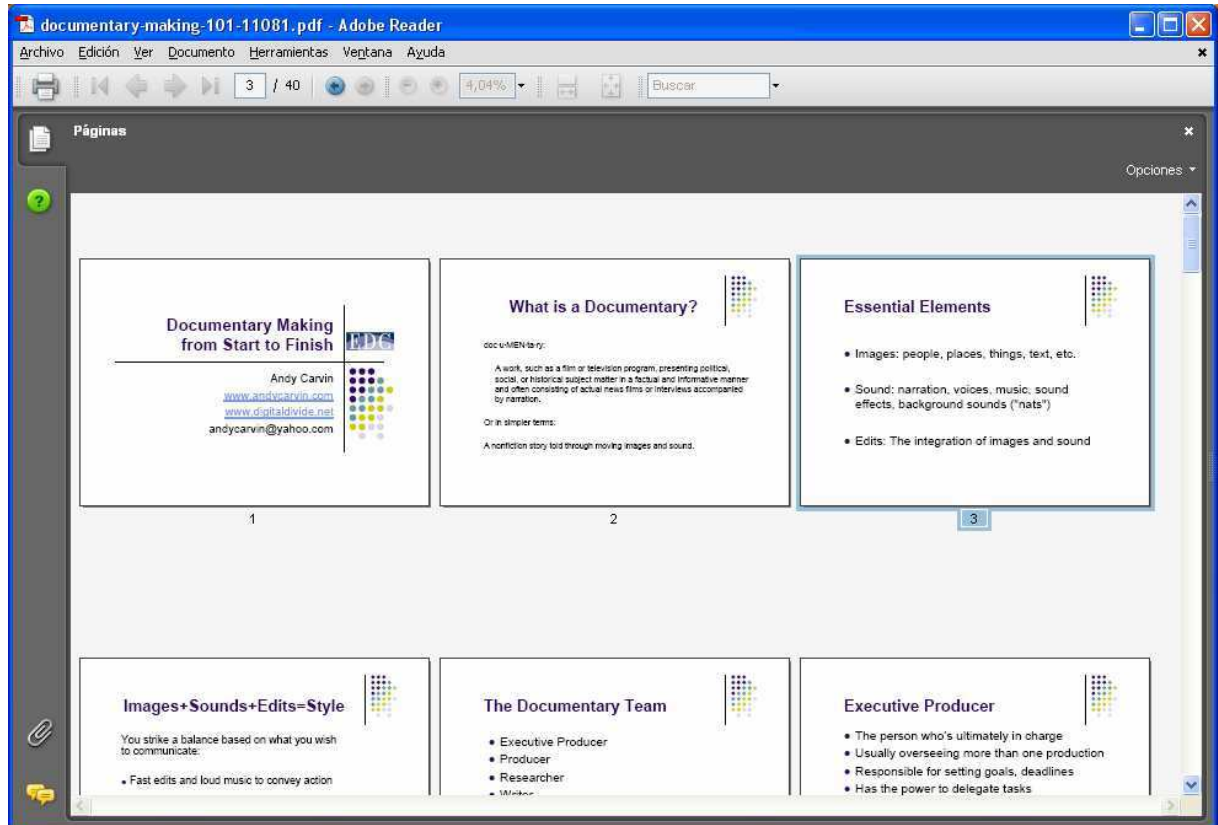 documentary-making-101-11081.pdf - Adobe Reader
Archivo Edición Ver Documento Herramientas Ventana Ayuda
3 / 40 4,04% Buscar
Páginas
Opciones
Documentary Making
from Start to Finish
EDC
Andy Carvin
www.andycarvin.com
www.digitaldivide.net
andycarvin@yahoo.com
1
What is a Documentary?
doc·u·MEN·ta·ry:
A work, such as a film or television program, presenting political,
social, or historical subject matter in a factual and informative manner
and often consisting of actual news films or interviews accompanied
by narration.
Or in simpler terms:
A nonfiction story told through moving images and sound.
2
Essential Elements
• Images: people, places, things, text, etc.
• Sound: narration, voices, music, sound
effects, background sounds ("nats")
• Edits: The integration of images and sound
3
Images+Sounds+Edits=Style
You strike a balance based on what you wish
to communicate:
• Fast edits and loud music to convey action
The Documentary Team
• Executive Producer
• Producer
• Researcher
• Writer
Executive Producer
• The person who's ultimately in charge
• Usually overseeing more than one production
• Responsible for setting goals, deadlines
• Has the power to delegate tasks